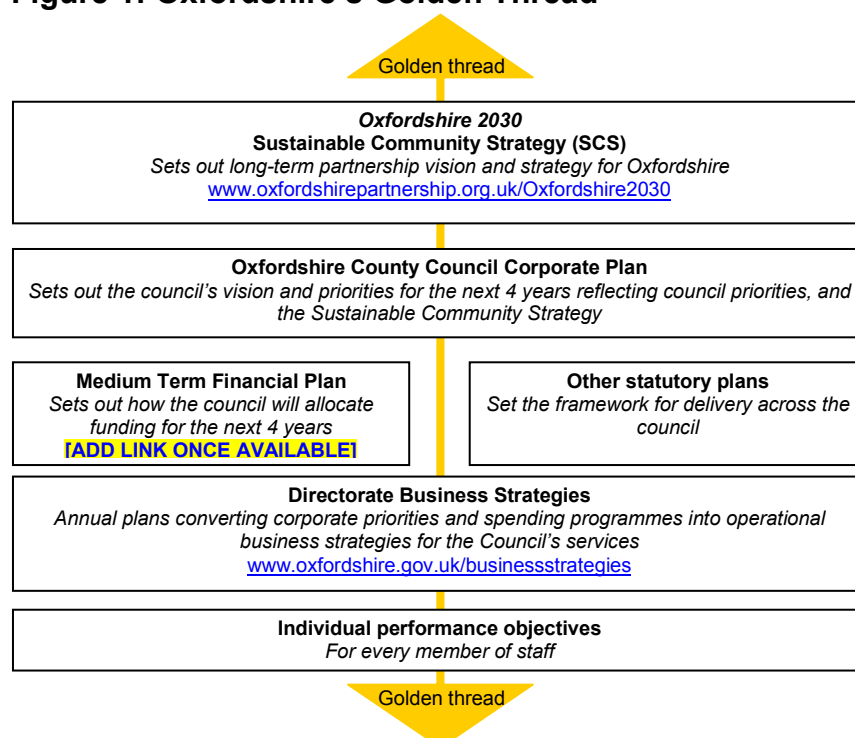 Figure 1: Oxfordshire's Golden Thread
Golden thread
Oxfordshire 2030
Sustainable Community Strategy (SCS)
Sets out long-term partnership vision and strategy for Oxfordshire
www.oxfordshirepartnership.org.uk/Oxfordshire2030
Oxfordshire County Council Corporate Plan
Sets out the council's vision and priorities for the next 4 years reflecting council priorities, and
the Sustainable Community Strategy
Medium Term Financial Plan
Sets out how the council will allocate
funding for the next 4 years
[ADD LINK ONCE AVAILABLE]
Other statutory plans
Set the framework for delivery across the
council
Directorate Business Strategies
Annual plans converting corporate priorities and spending programmes into operational
business strategies for the Council's services
www.oxfordshire.gov.uk/businessstrategies
Individual performance objectives
For every member of staff
Golden thread